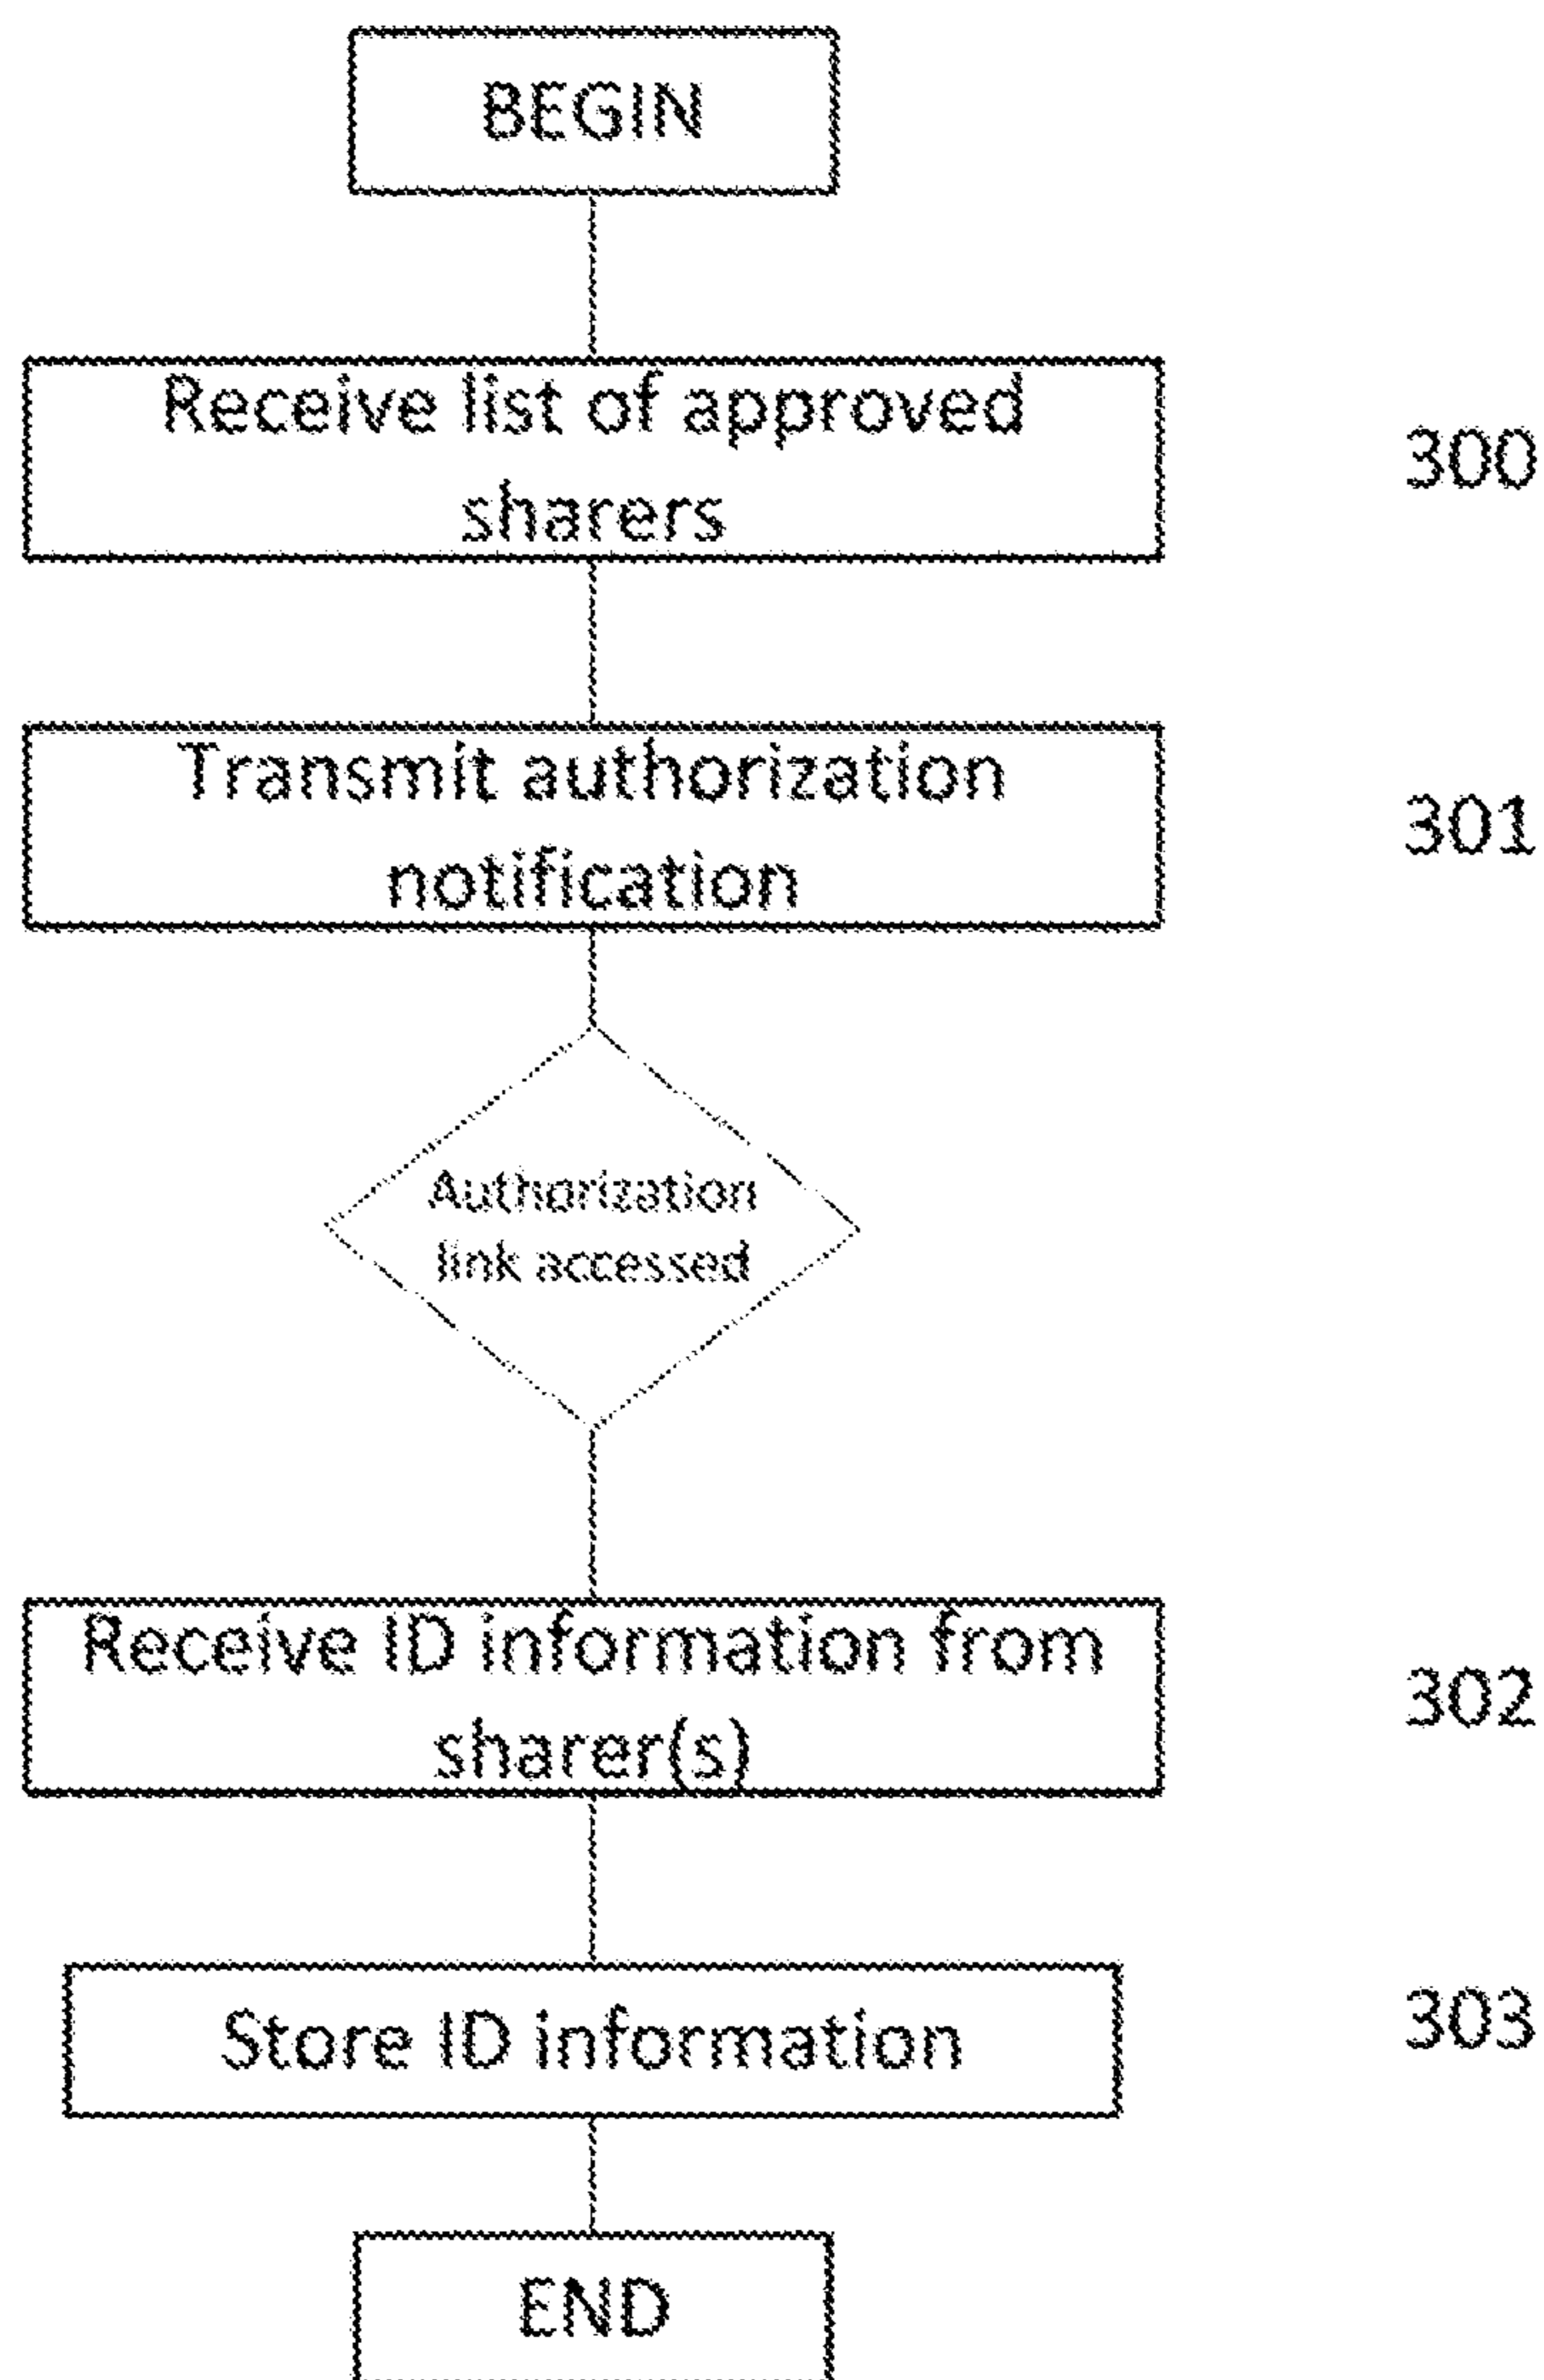 BEGIN
Receive list of approved
sharers
300
Transmit authorization
notification
301
Authorization
link accessed
Receive ID information from
sharer(s)
302
Store ID information
303
END